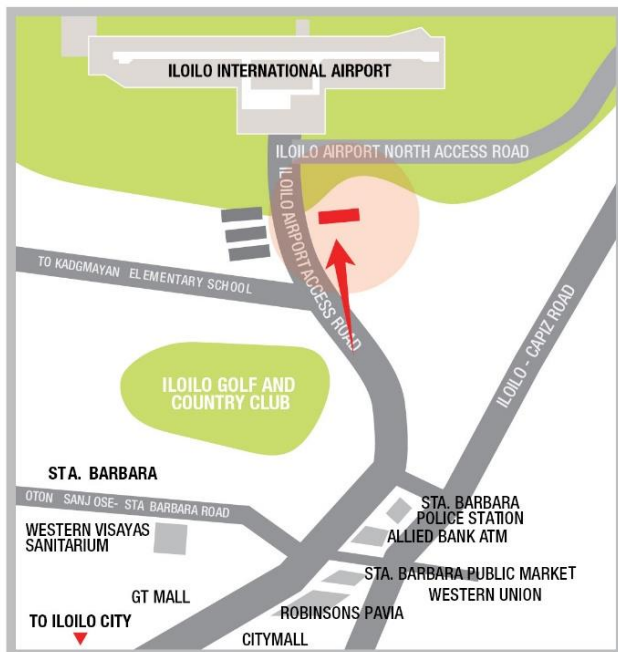 ILOILO INTERNATIONAL AIRPORT
ILOILO AIRPORT NORTH ACCESS ROAD
ILOILO AIRPORT ACCESS ROAD
TO KADGMAYAN ELEMENTARY SCHOOL
ILOILO - CAPIZ ROAD
ILOILO GOLF AND
COUNTRY CLUB
STA. BARBARA
OTON SANJOSE- STA BARBARA ROAD
STA. BARBARA
POLICE STATION
WESTERN VISAYAS
SANITARIUM
ALLIED BANK ATM
STA. BARBARA PUBLIC MARKET
WESTERN UNION
GT MALL
ROBINSONS PAVIA
TO ILOILO CITY
CITYMALL